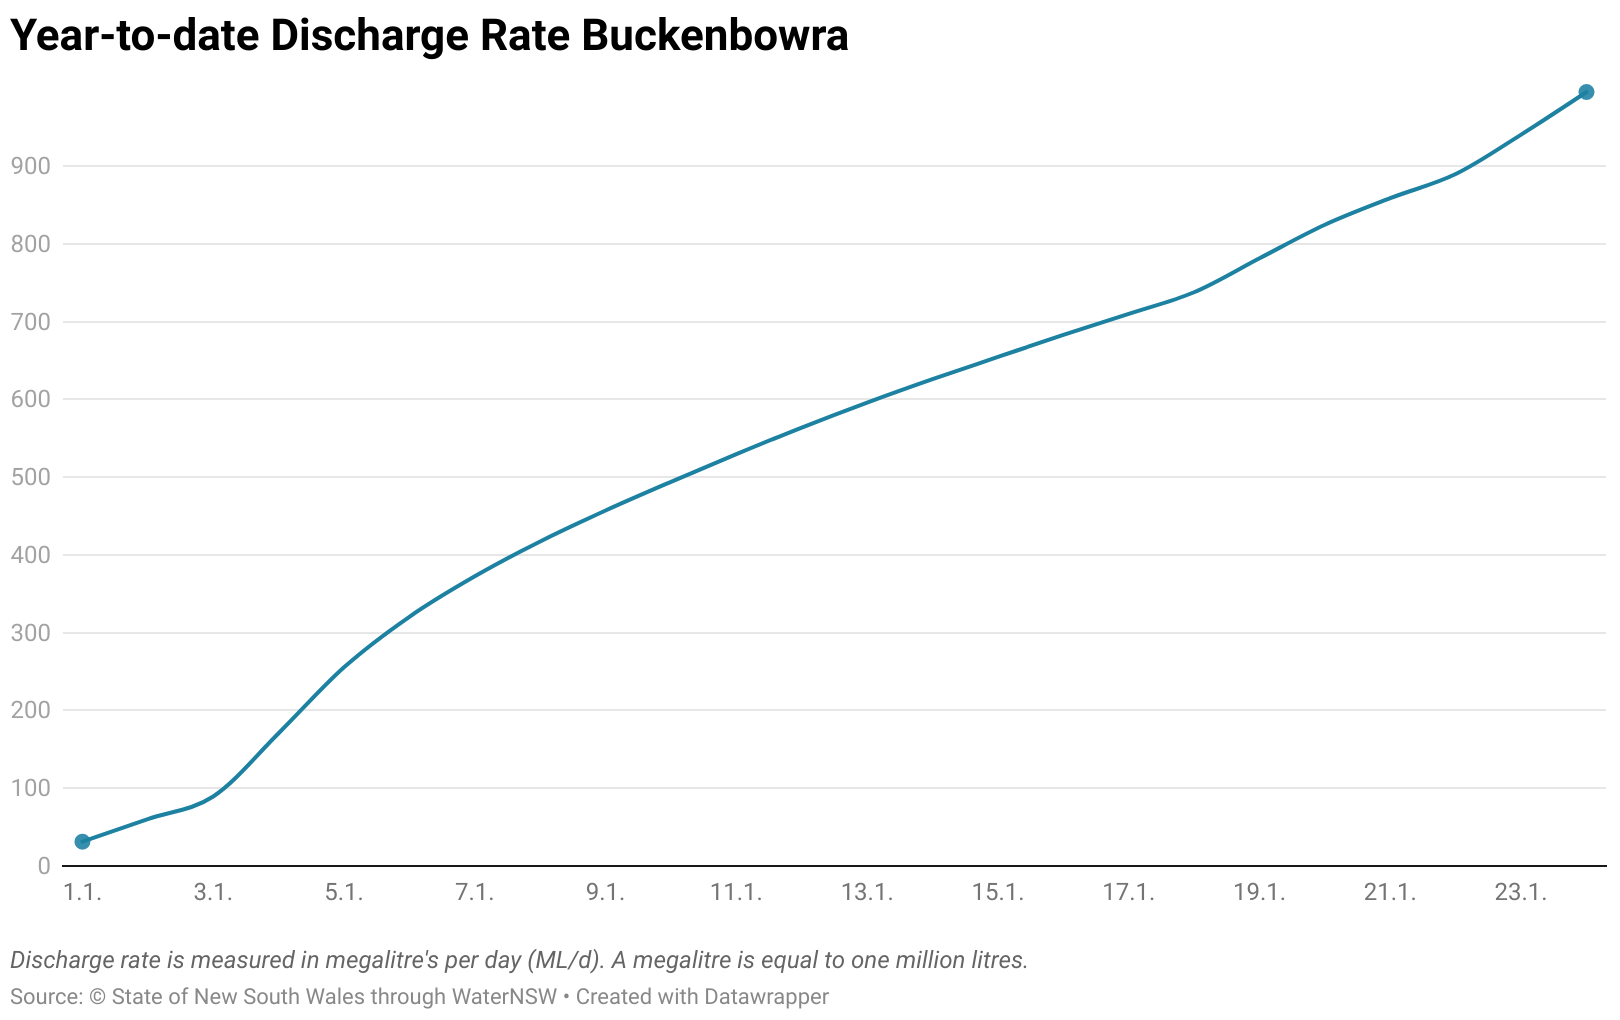 Year-to-date Discharge Rate Buckenbowra
900
800
700
600
500
400
300
200
100
0
1.1. 3.1. 5.1. 7.1. 9.1. 11.1. 13.1. 15.1. 17.1. 19.1. 21.1. 23.1.
Discharge rate is measured in megalitre's per day (ML/d). A megalitre is equal to one million litres.
Source: © State of New South Wales through WaterNSW • Created with Datawrapper